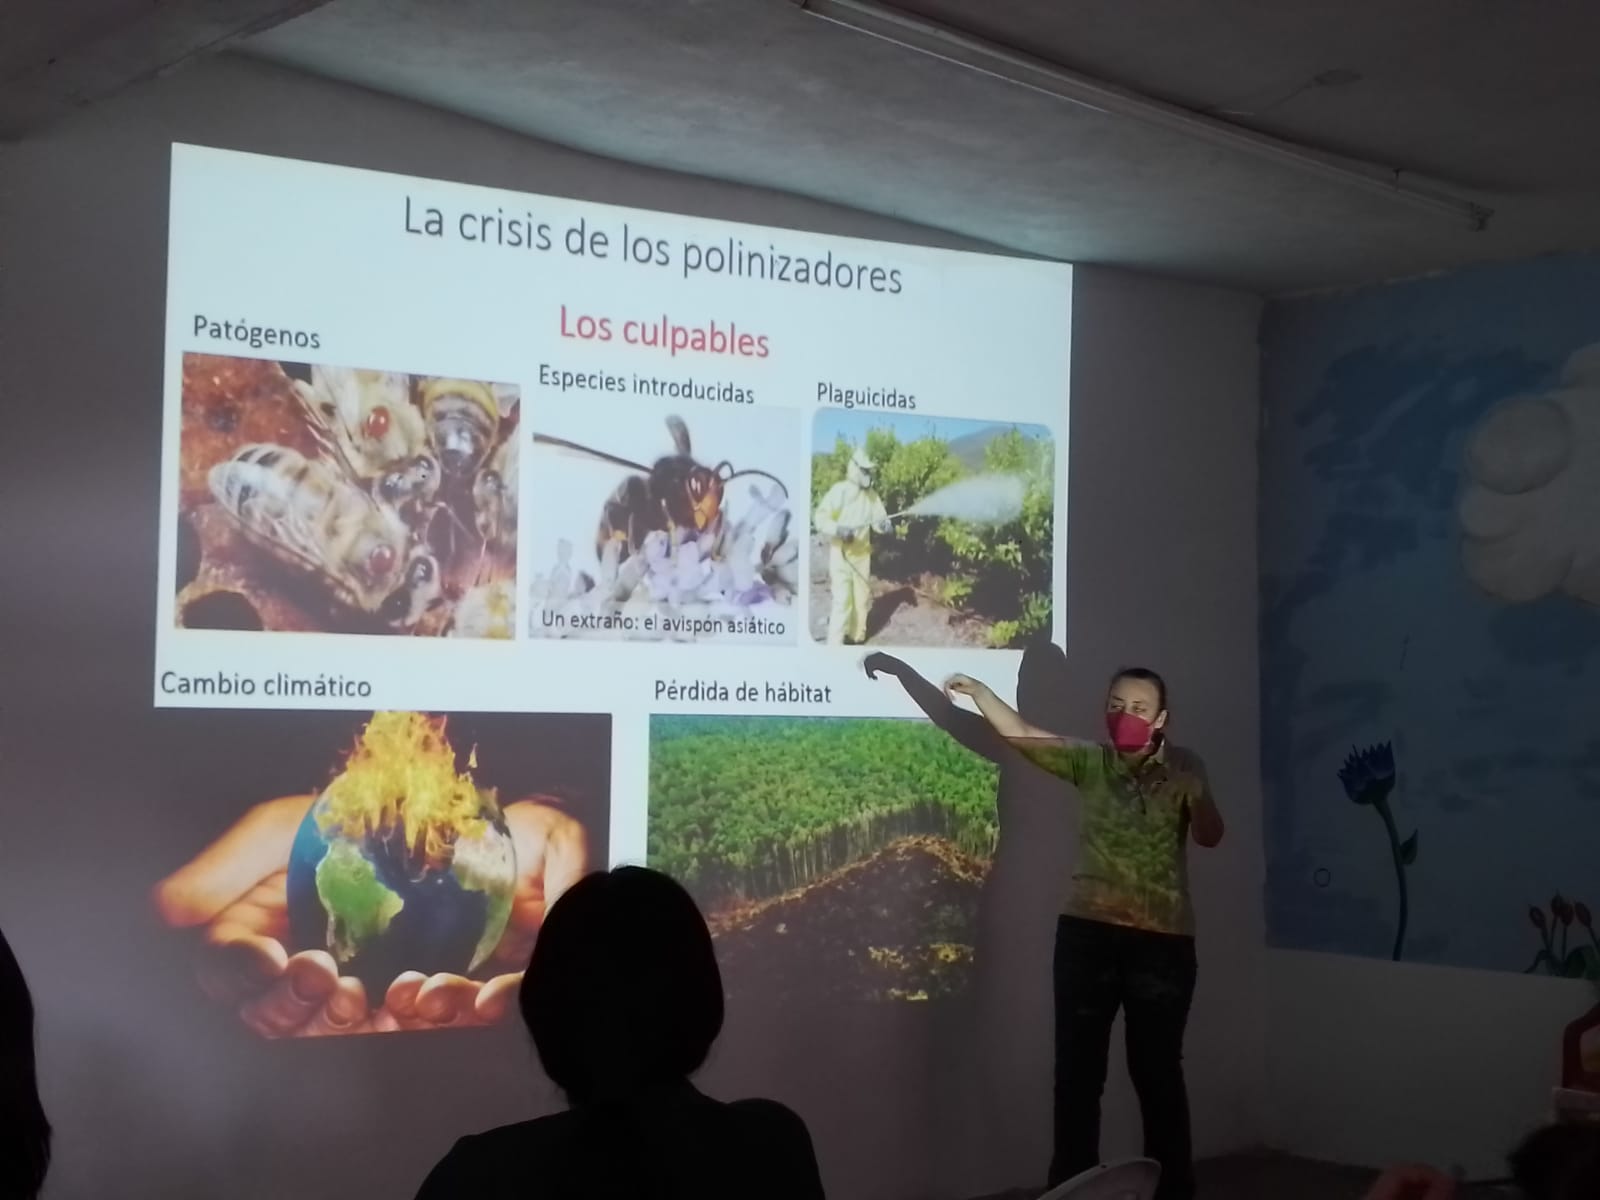 La crisis de los polinizadores
Los culpables
Patógenos
Especies introducidas
Plaguicidas
Un extraño: el avispón asiático
Cambio climático
Pérdida de hábitat